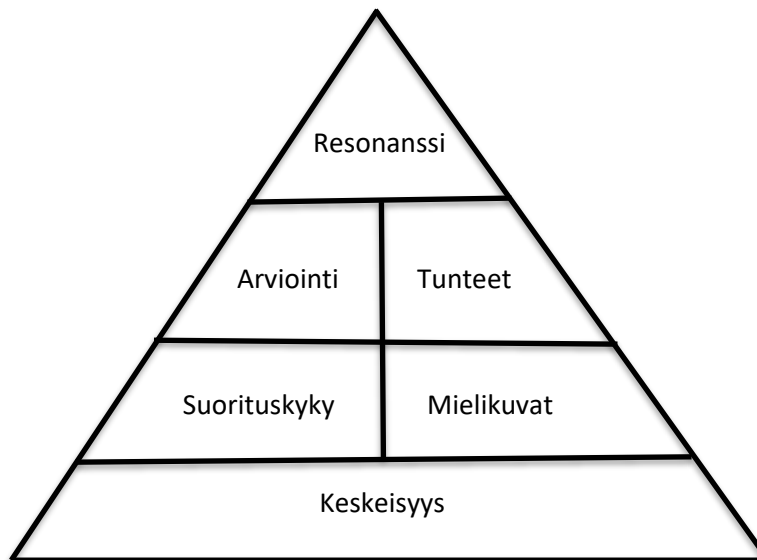 Resonanssi
Arviointi
Tunteet
Suorituskyky
Mielikuvat
Keskeisyys